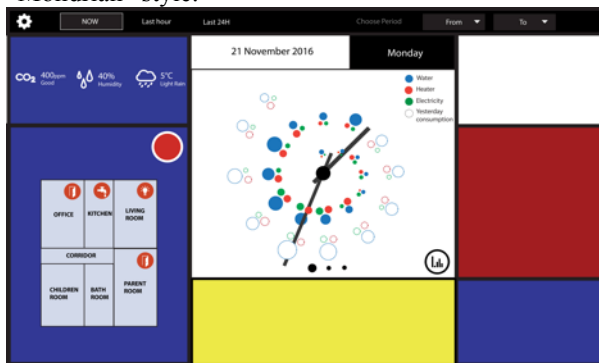 "Mondrian" style.
NOW Last hour Last 24H Choose Period From To
21 November 2016 Monday
CO₂ 400ppm Good 40% Humidity 5°C Light Rain
Water
Heater
Electricity
Yesterday
consumption
OFFICE KITCHEN LIVING
ROOM
CORRIDOR
CHILDREN
ROOM BATH
ROOM PARENT
ROOM